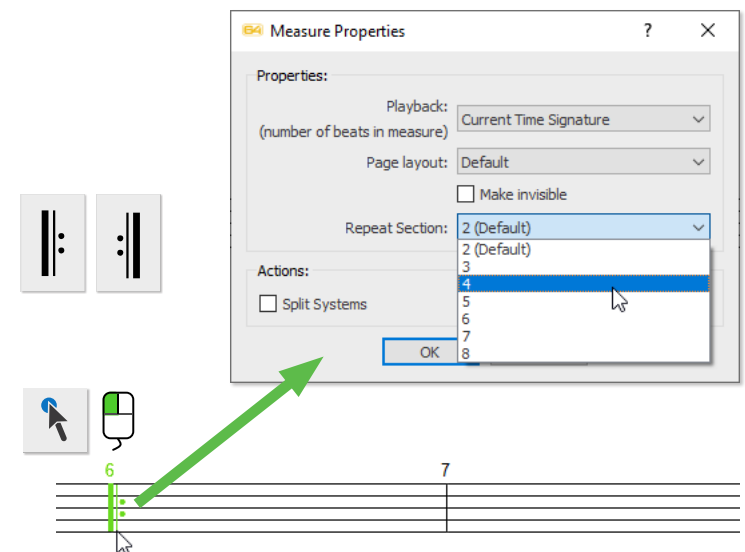 64 Measure Properties ?
Properties:
Playback:
(number of beats in measure)
Current Time Signature
Page layout: Default
Make invisible
Repeat Section: 2 (Default)
2 (Default)
3
4
5
6
7
8
Actions:
Split Systems
OK
6 7